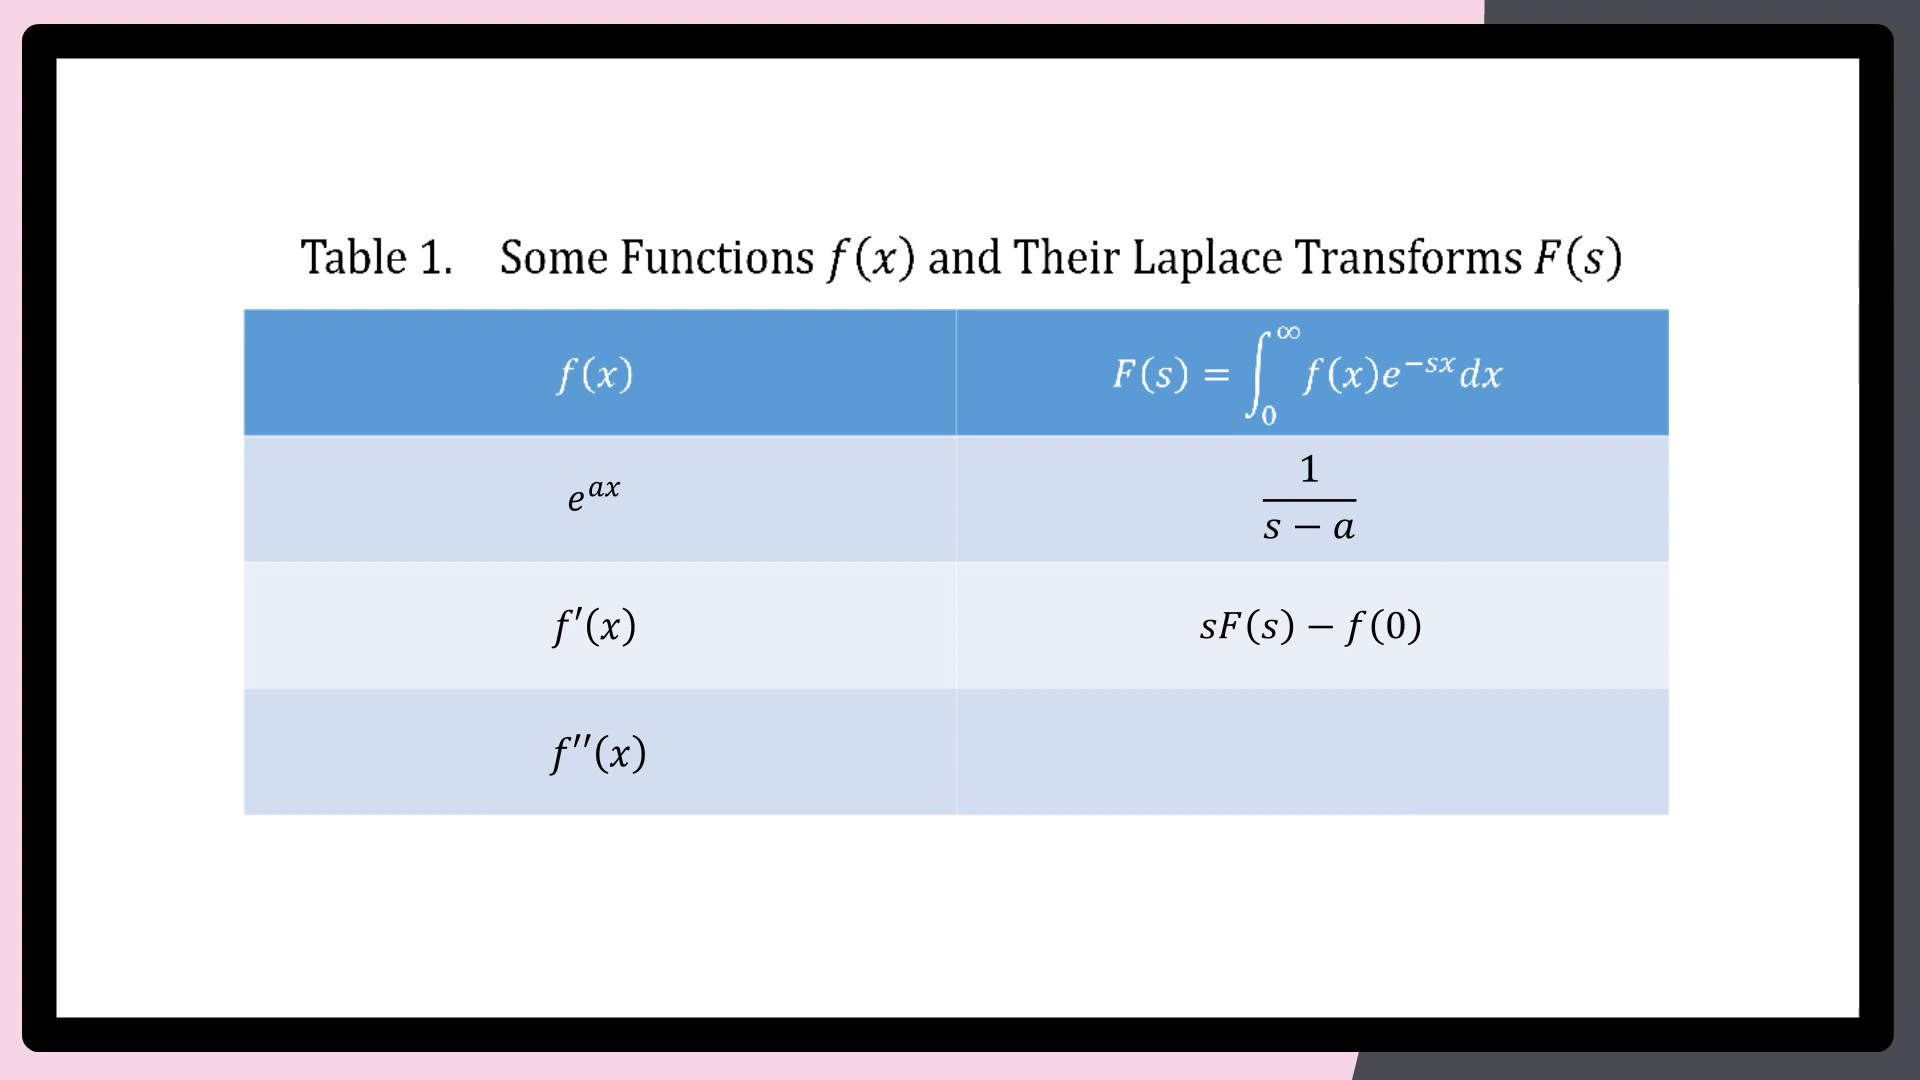 Table 1. Some Functions f(x) and Their Laplace Transforms F(s)
f(x) F(s) = ∫₀^∞ f(x)e^{−sx}dx
e^{ax} 1/(s − a)
f′(x) sF(s) − f(0)
f″(x)